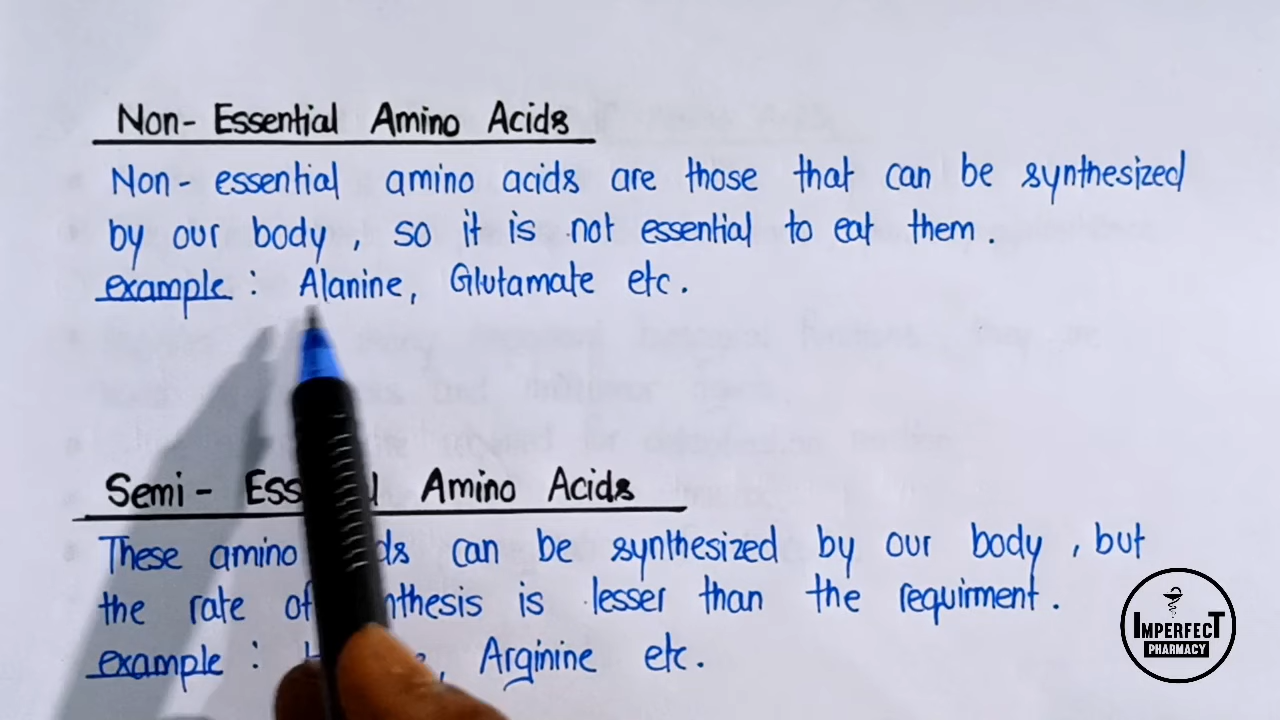 Non- Essential Amino Acids
Non- essential amino acids are those that can be synthesized
by our body, so it is not essential to eat them.
example : Alanine, Glutamate etc.
Semi- Amino Acids
These amino can be synthesized by our body, but
the rate of is lesser than the requirment.
example : , Arginine etc.
IMPERFECT
PHARMACY